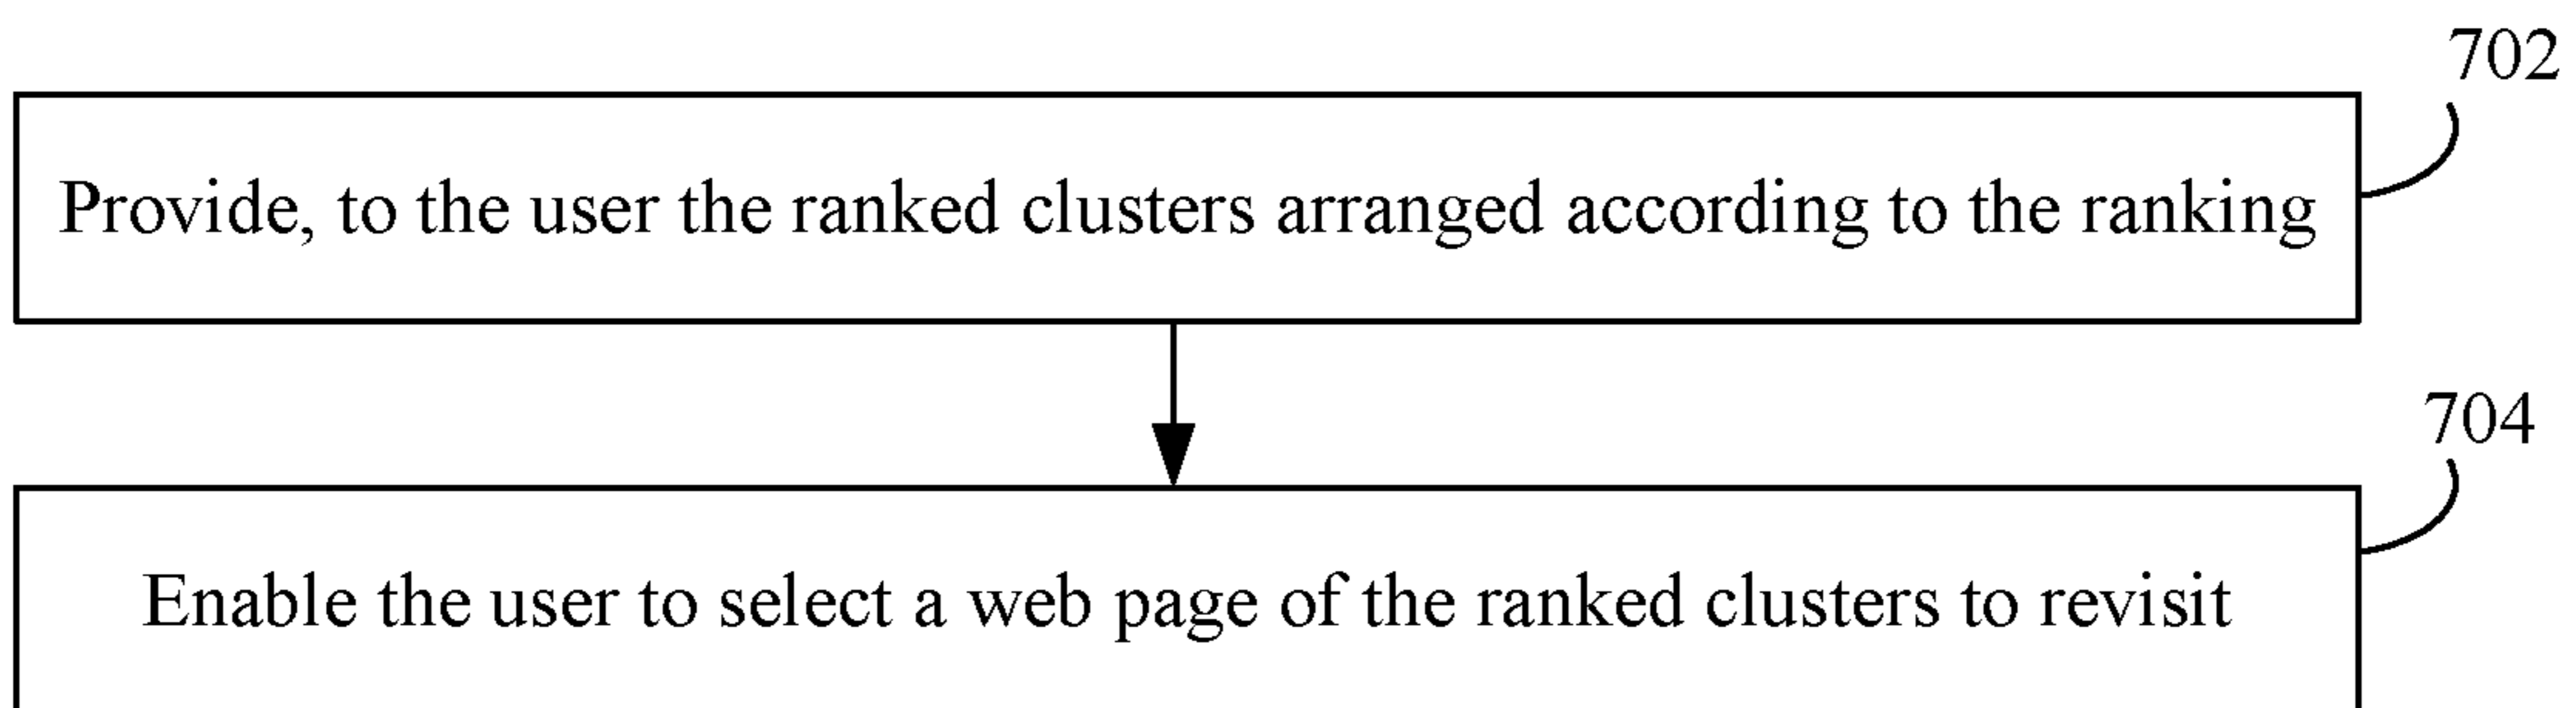 702
Provide, to the user the ranked clusters arranged according to the ranking
704
Enable the user to select a web page of the ranked clusters to revisit